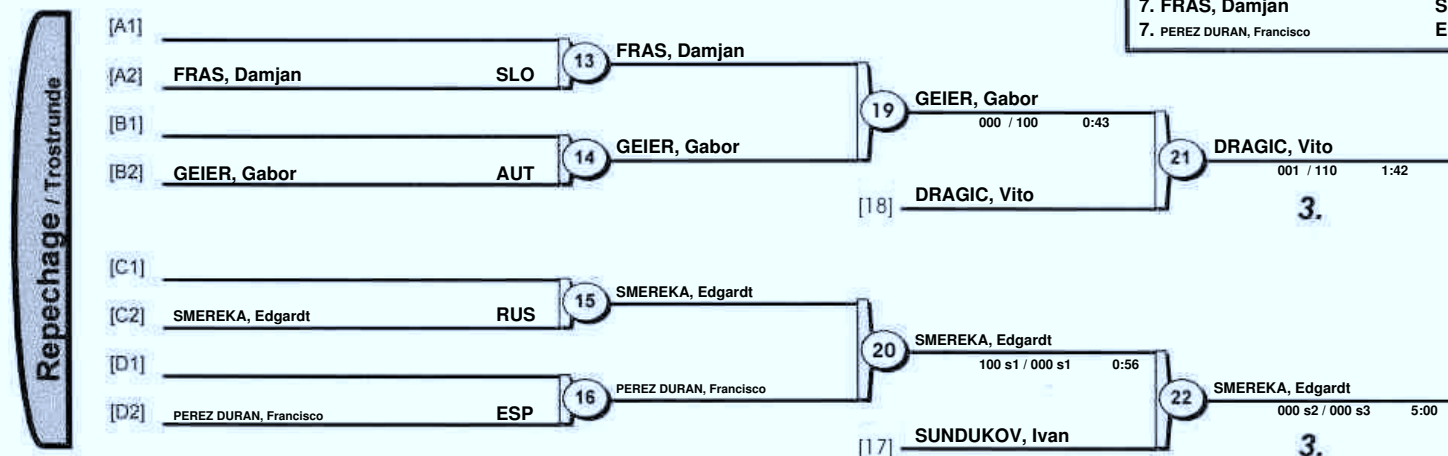 7. FRAS, Damjan S
7. PEREZ DURAN, Francisco E
Repechage / Trostrunde
[A1]
[A2] FRAS, Damjan SLO
13 FRAS, Damjan
[B1]
[B2] GEIER, Gabor AUT
14 GEIER, Gabor
19 GEIER, Gabor
000 / 100 0:43
[18] DRAGIC, Vito
21 DRAGIC, Vito
001 / 110 1:42
3.
[C1]
[C2] SMEREKA, Edgardt RUS
15 SMEREKA, Edgardt
[D1]
[D2] PEREZ DURAN, Francisco ESP
16 PEREZ DURAN, Francisco
20 SMEREKA, Edgardt
100 s1 / 000 s1 0:56
[17] SUNDUKOV, Ivan
22 SMEREKA, Edgardt
000 s2 / 000 s3 5:00
3.